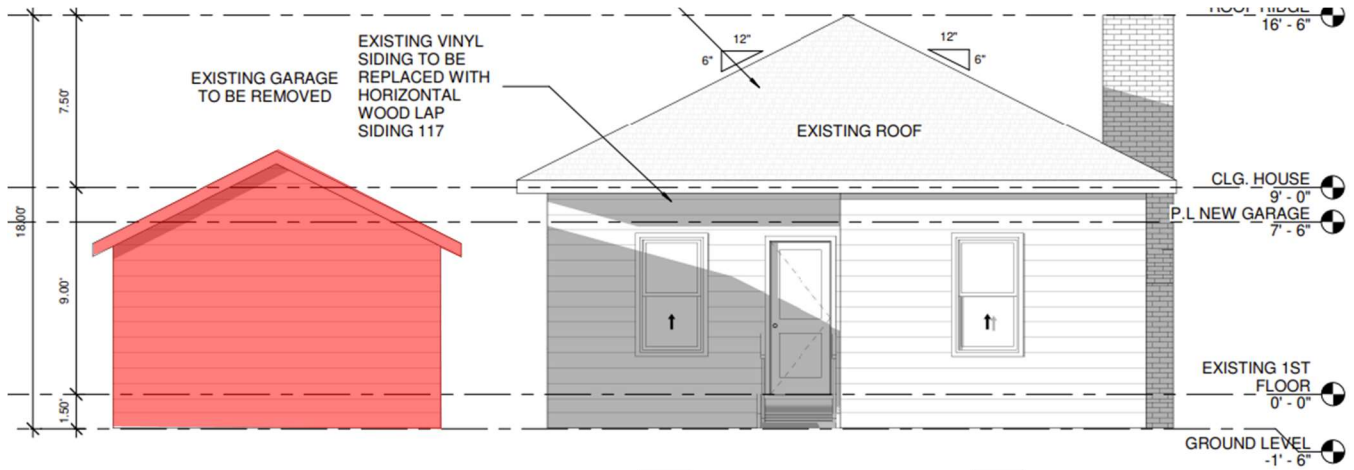 ROOF RIDGE
16' - 6"
12"
6"
12"
6"
EXISTING VINYL
SIDING TO BE
REPLACED WITH
HORIZONTAL
WOOD LAP
SIDING 117
EXISTING GARAGE
TO BE REMOVED
7.50'
EXISTING ROOF
CLG. HOUSE
9' - 0"
P.L NEW GARAGE
7' - 6"
18.00'
9.00'
EXISTING 1ST
FLOOR
0' - 0"
1.50'
GROUND LEVEL
-1' - 6"